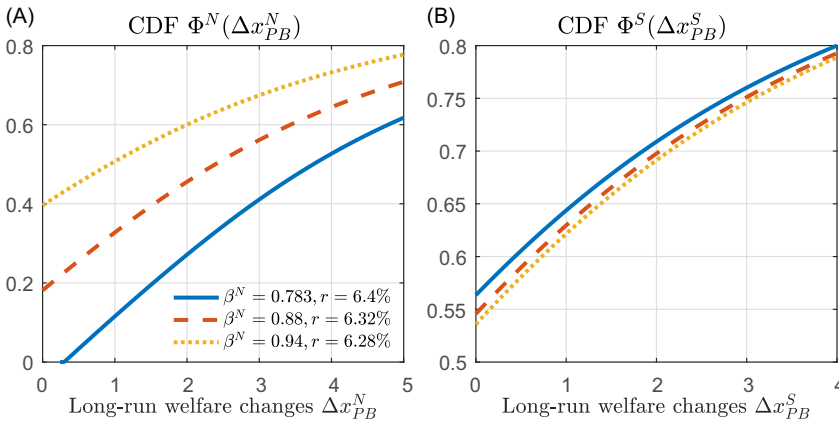 (A)
CDF Φ^N(Δx^N_PB)
0.8
0.6
0.4
0.2
0
β^N = 0.783, r = 6.4%
β^N = 0.88, r = 6.32%
β^N = 0.94, r = 6.28%
0 1 2 3 4 5
Long-run welfare changes Δx^N_PB
(B)
CDF Φ^S(Δx^S_PB)
0.8
0.75
0.7
0.65
0.6
0.55
0.5
0 1 2 3 4
Long-run welfare changes Δx^S_PB